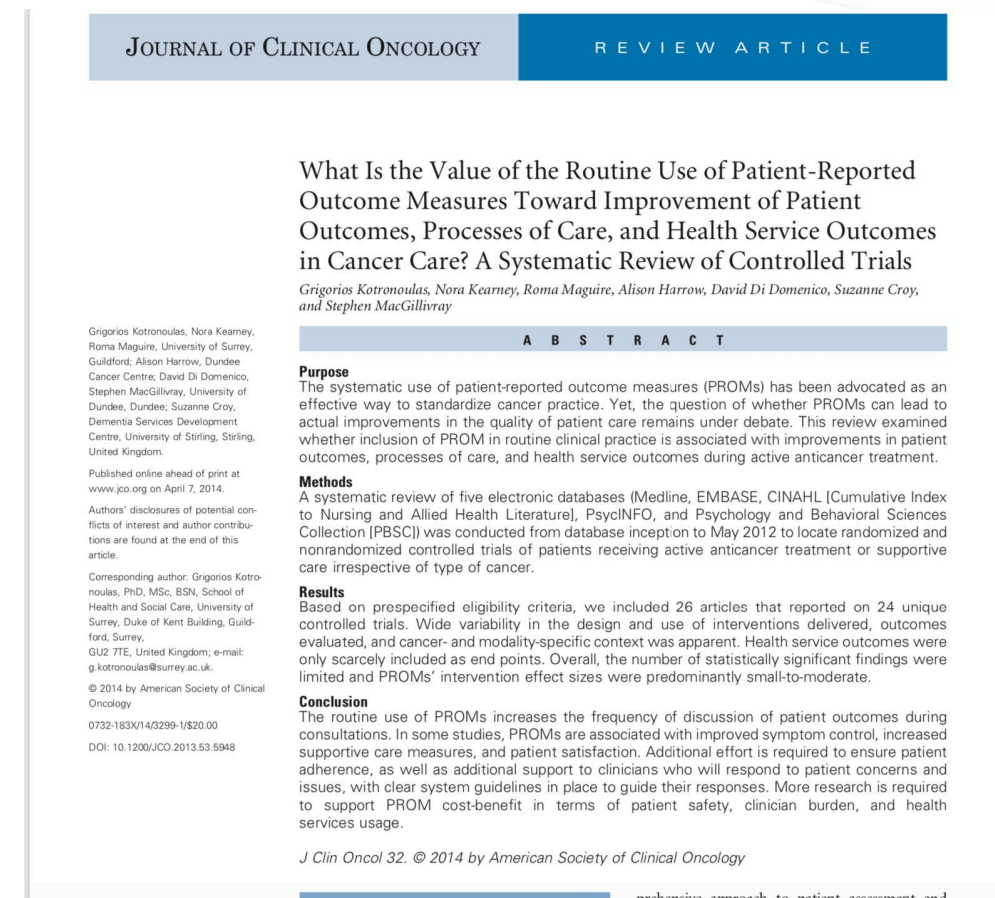 JOURNAL OF CLINICAL ONCOLOGY
REVIEW ARTICLE
What Is the Value of the Routine Use of Patient-Reported
Outcome Measures Toward Improvement of Patient
Outcomes, Processes of Care, and Health Service Outcomes
in Cancer Care? A Systematic Review of Controlled Trials
Grigorios Kotronoulas, Nora Kearney, Roma Maguire, Alison Harrow, David Di Domenico, Suzanne Croy,
and Stephen MacGillivray
Grigorios Kotronoulas, Nora Kearney,
Roma Maguire, University of Surrey,
Guildford; Alison Harrow, Dundee
Cancer Centre; David Di Domenico,
Stephen MacGillivray, University of
Dundee, Dundee; Suzanne Croy,
Dementia Services Development
Centre, University of Stirling, Stirling,
United Kingdom.
Published online ahead of print at
www.jco.org on April 7, 2014.
Authors' disclosures of potential con-
flicts of interest and author contribu-
tions are found at the end of this
article.
Corresponding author: Grigorios Kotro-
noulas, PhD, MSc, BSN, School of
Health and Social Care, University of
Surrey, Duke of Kent Building, Guild-
ford, Surrey,
GU2 7TE, United Kingdom; e-mail:
g.kotronoulas@surrey.ac.uk.
© 2014 by American Society of Clinical
Oncology
0732-183X/14/3299-1/$20.00
DOI: 10.1200/JCO.2013.53.5948
ABSTRACT
Purpose
The systematic use of patient-reported outcome measures (PROMs) has been advocated as an
effective way to standardize cancer practice. Yet, the question of whether PROMs can lead to
actual improvements in the quality of patient care remains under debate. This review examined
whether inclusion of PROM in routine clinical practice is associated with improvements in patient
outcomes, processes of care, and health service outcomes during active anticancer treatment.
Methods
A systematic review of five electronic databases (Medline, EMBASE, CINAHL [Cumulative Index
to Nursing and Allied Health Literature], PsycINFO, and Psychology and Behavioral Sciences
Collection [PBSC]) was conducted from database inception to May 2012 to locate randomized and
nonrandomized controlled trials of patients receiving active anticancer treatment or supportive
care irrespective of type of cancer.
Results
Based on prespecified eligibility criteria, we included 26 articles that reported on 24 unique
controlled trials. Wide variability in the design and use of interventions delivered, outcomes
evaluated, and cancer- and modality-specific context was apparent. Health service outcomes were
only scarcely included as end points. Overall, the number of statistically significant findings were
limited and PROMs' intervention effect sizes were predominantly small-to-moderate.
Conclusion
The routine use of PROMs increases the frequency of discussion of patient outcomes during
consultations. In some studies, PROMs are associated with improved symptom control, increased
supportive care measures, and patient satisfaction. Additional effort is required to ensure patient
adherence, as well as additional support to clinicians who will respond to patient concerns and
issues, with clear system guidelines in place to guide their responses. More research is required
to support PROM cost-benefit in terms of patient safety, clinician burden, and health
services usage.
J Clin Oncol 32. © 2014 by American Society of Clinical Oncology
prehensive approach to patient assessment and